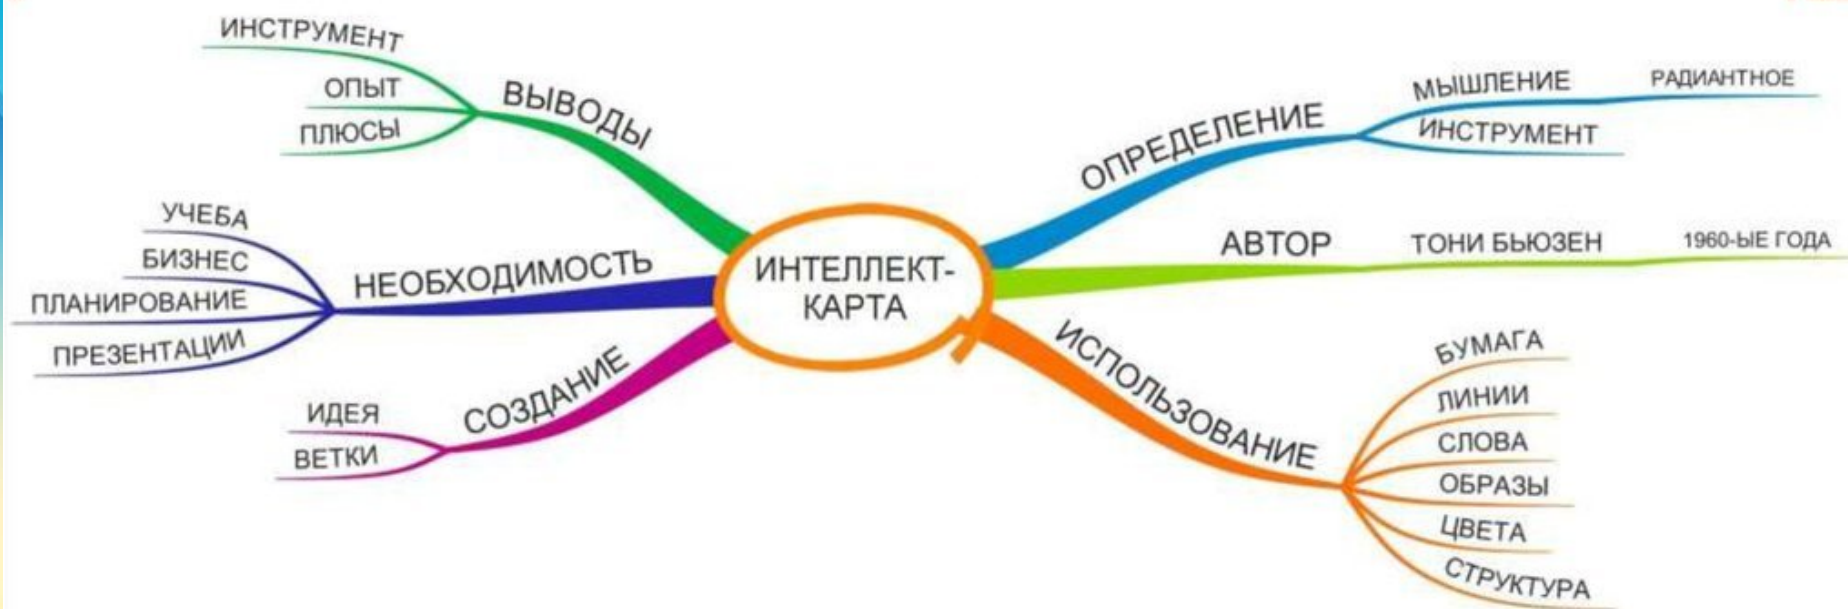 ИНТЕЛЛЕКТ-
КАРТА
ОПРЕДЕЛЕНИЕ
МЫШЛЕНИЕ
РАДИАНТНОЕ
ИНСТРУМЕНТ
АВТОР
ТОНИ БЬЮЗЕН
1960-ЫЕ ГОДА
ИСПОЛЬЗОВАНИЕ
БУМАГА
ЛИНИИ
СЛОВА
ОБРАЗЫ
ЦВЕТА
СТРУКТУРА
СОЗДАНИЕ
ИДЕЯ
ВЕТКИ
НЕОБХОДИМОСТЬ
УЧЕБА
БИЗНЕС
ПЛАНИРОВАНИЕ
ПРЕЗЕНТАЦИИ
ВЫВОДЫ
ИНСТРУМЕНТ
ОПЫТ
ПЛЮСЫ